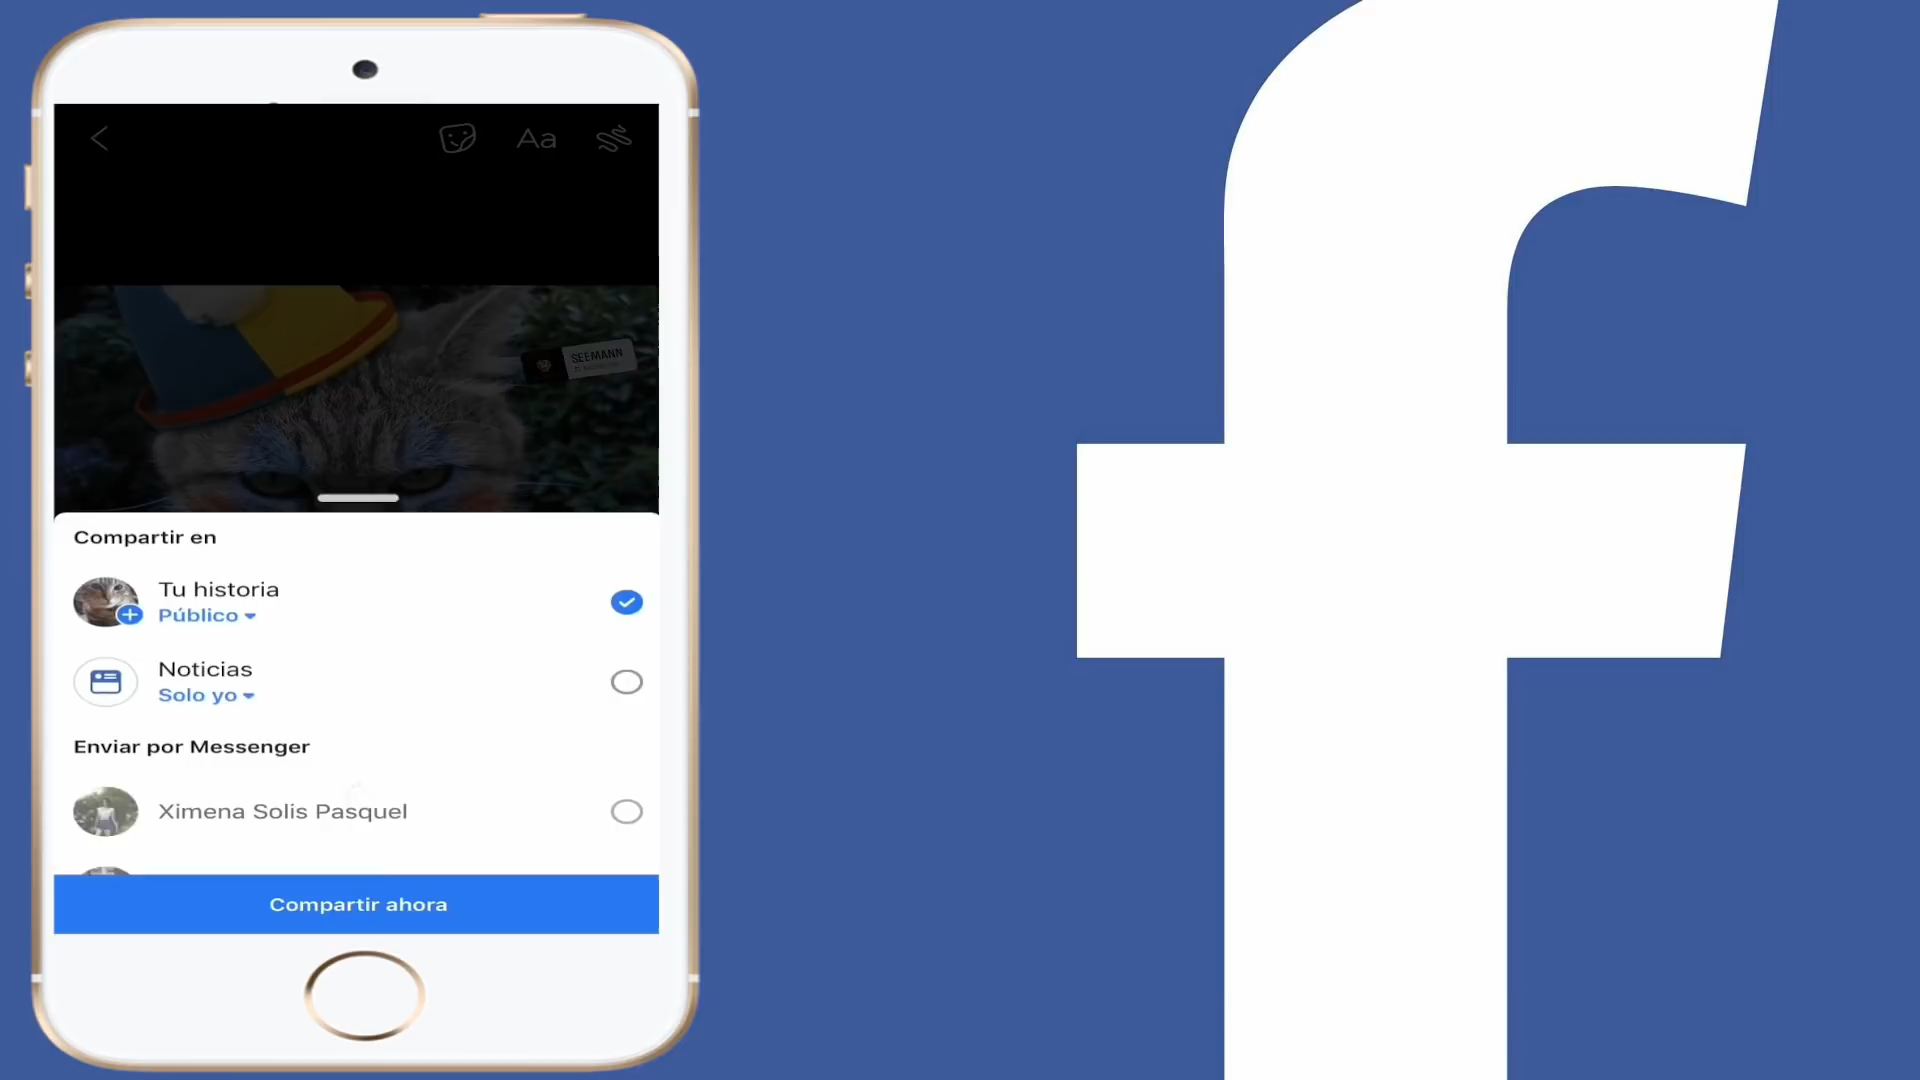 Aa
SEEMANN
Compartir en
Tu historia
Público
Noticias
Solo yo
Enviar por Messenger
Ximena Solis Pasquel
Compartir ahora